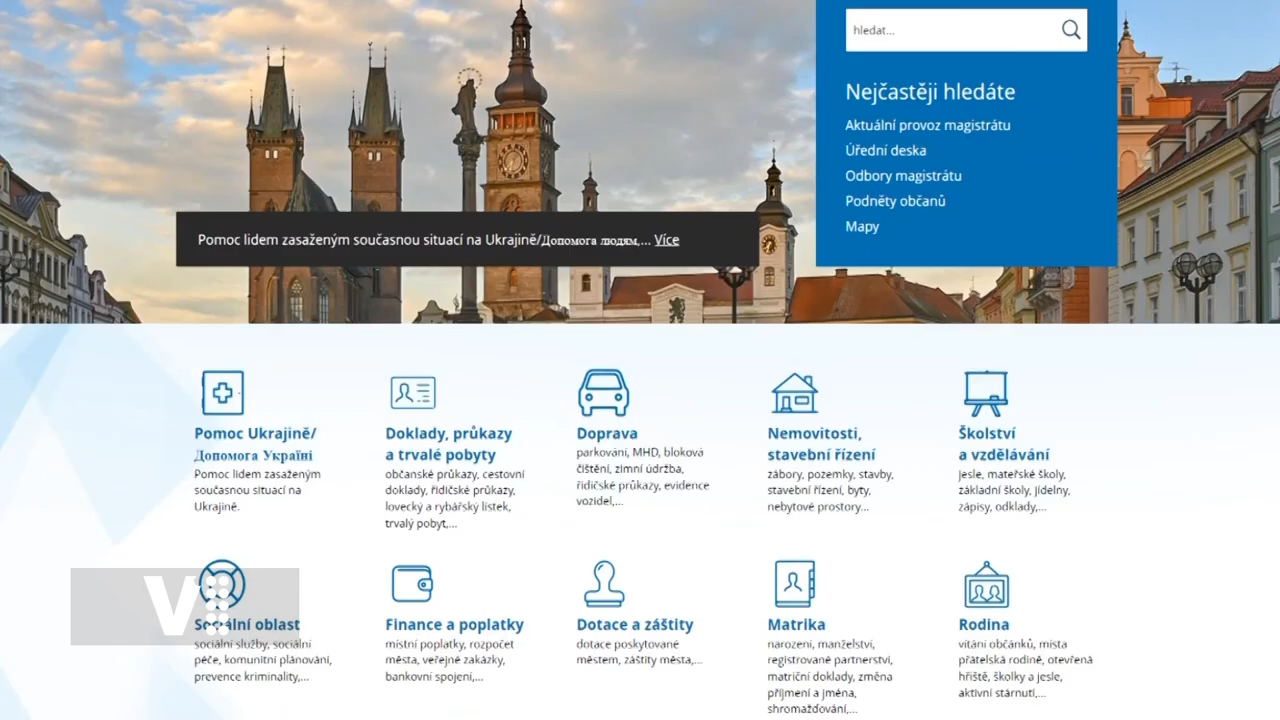 hledat...
Nejčastěji hledáte
Aktuální provoz magistrátu
Úřední deska
Odbory magistrátu
Podněty občanů
Mapy
Pomoc lidem zasaženým současnou situací na Ukrajině/Допомога людям,... Více
Pomoc Ukrajině/
Допомога Україні
Pomoc lidem zasaženým
současnou situací na
Ukrajině.
Doklady, průkazy
a trvalé pobyty
občanské průkazy, cestovní
doklady, řidičské průkazy,
lovecký a rybářský lístek,
trvalý pobyt,...
Doprava
parkování, MHD, bloková
čištění, zimní údržba,
řidičské průkazy, evidence
vozidel,...
Nemovitosti,
stavební řízení
zábory, pozemky, stavby,
stavební řízení, byty,
nebytové prostory...
Školství
a vzdělávání
jesle, mateřské školy,
základní školy, jídelny,
zápisy, odklady,...
Sociální oblast
sociální služby, sociální
péče, komunitní plánování,
prevence kriminality,...
Finance a poplatky
místní poplatky, rozpočet
města, veřejné zakázky,
bankovní spojení,...
Dotace a záštity
dotace poskytované
městem, záštity města,...
Matrika
narození, manželství,
registrované partnerství,
matriční doklady, změna
příjmení a jména,
shromažďování,...
Rodina
vítání občánků, místa
přátelská rodině, otevřená
hřiště, školky a jesle,
aktivní stárnutí,...
V